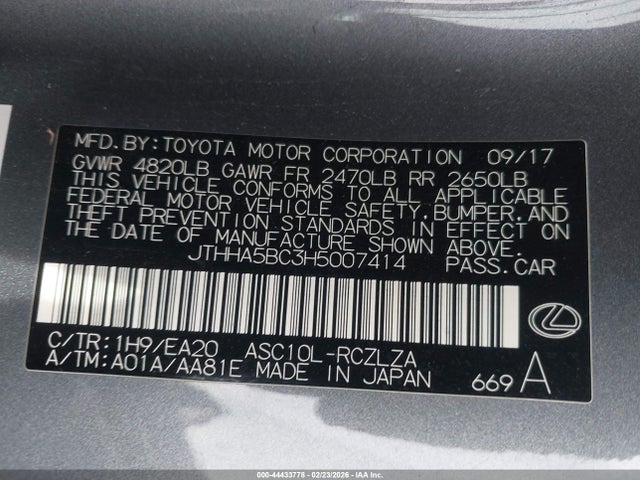 MFD.BY:TOYOTA MOTOR CORPORATION 09/17
GVWR 4820LB GAWR FR 2470LB RR 2650LB
THIS VEHICLE CONFORMS TO ALL APPLICABLE
FEDERAL MOTOR VEHICLE SAFETY,BUMPER,AND
THEFT PREVENTION STANDARDS IN EFFECT ON THE
DATE OF MANUFACTURE SHOWN ABOVE.
JTHHA5BC3H5007414 PASS.CAR
C/TR:1H9/EA20 ASC10L-RCZLZA
A/TM:A01A/AA81E MADE IN JAPAN 669 A
000-44433778 - 02/23/2026 - IAAI.CA